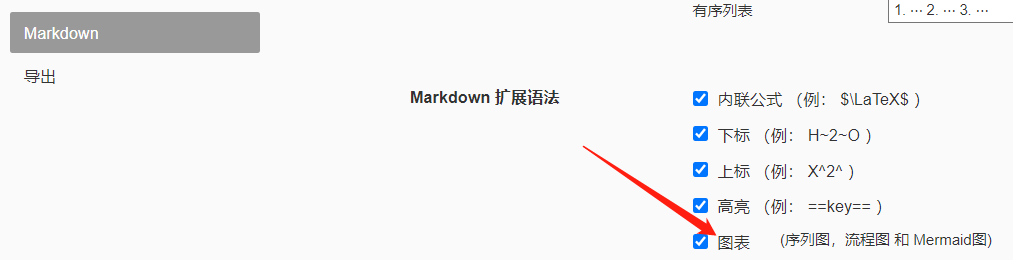 有序列表
1. ··· 2. ··· 3. ···
Markdown
导出
Markdown 扩展语法
内联公式 （例： $\LaTeX$ ）
下标 （例： H~2~O ）
上标 （例： X^2^ ）
高亮 （例： ==key== ）
图表 (序列图，流程图 和 Mermaid图)